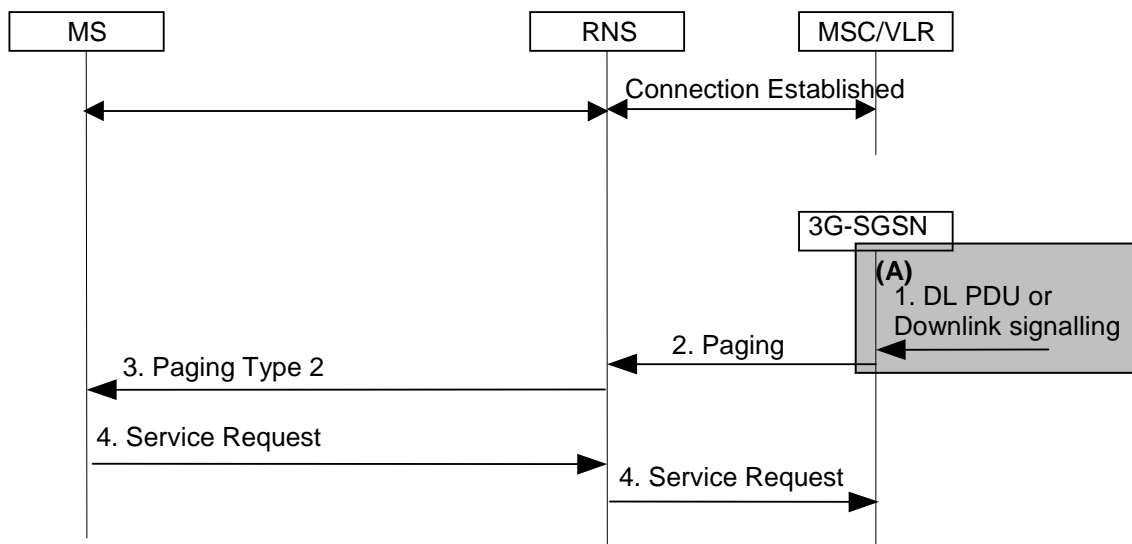 MS
RNS
MSC/VLR
Connection Established
3G-SGSN
(A)
1. DL PDU or
Downlink signalling
2. Paging
3. Paging Type 2
4. Service Request
4. Service Request